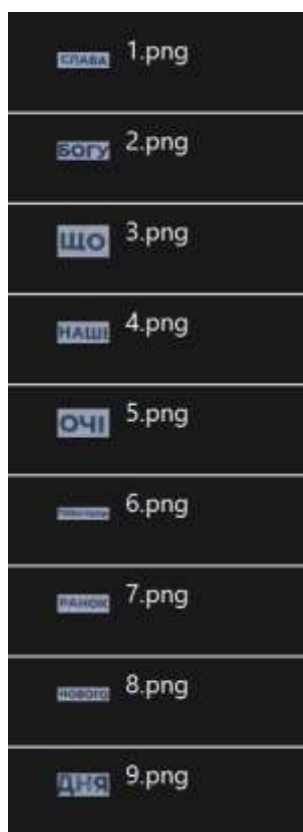 СЛАВА 1.png
БОГУ 2.png
ЩО 3.png
НАШІ 4.png
ОЧІ 5.png
6.png
РАНОК 7.png
НОВОГО 8.png
ДНЯ 9.png